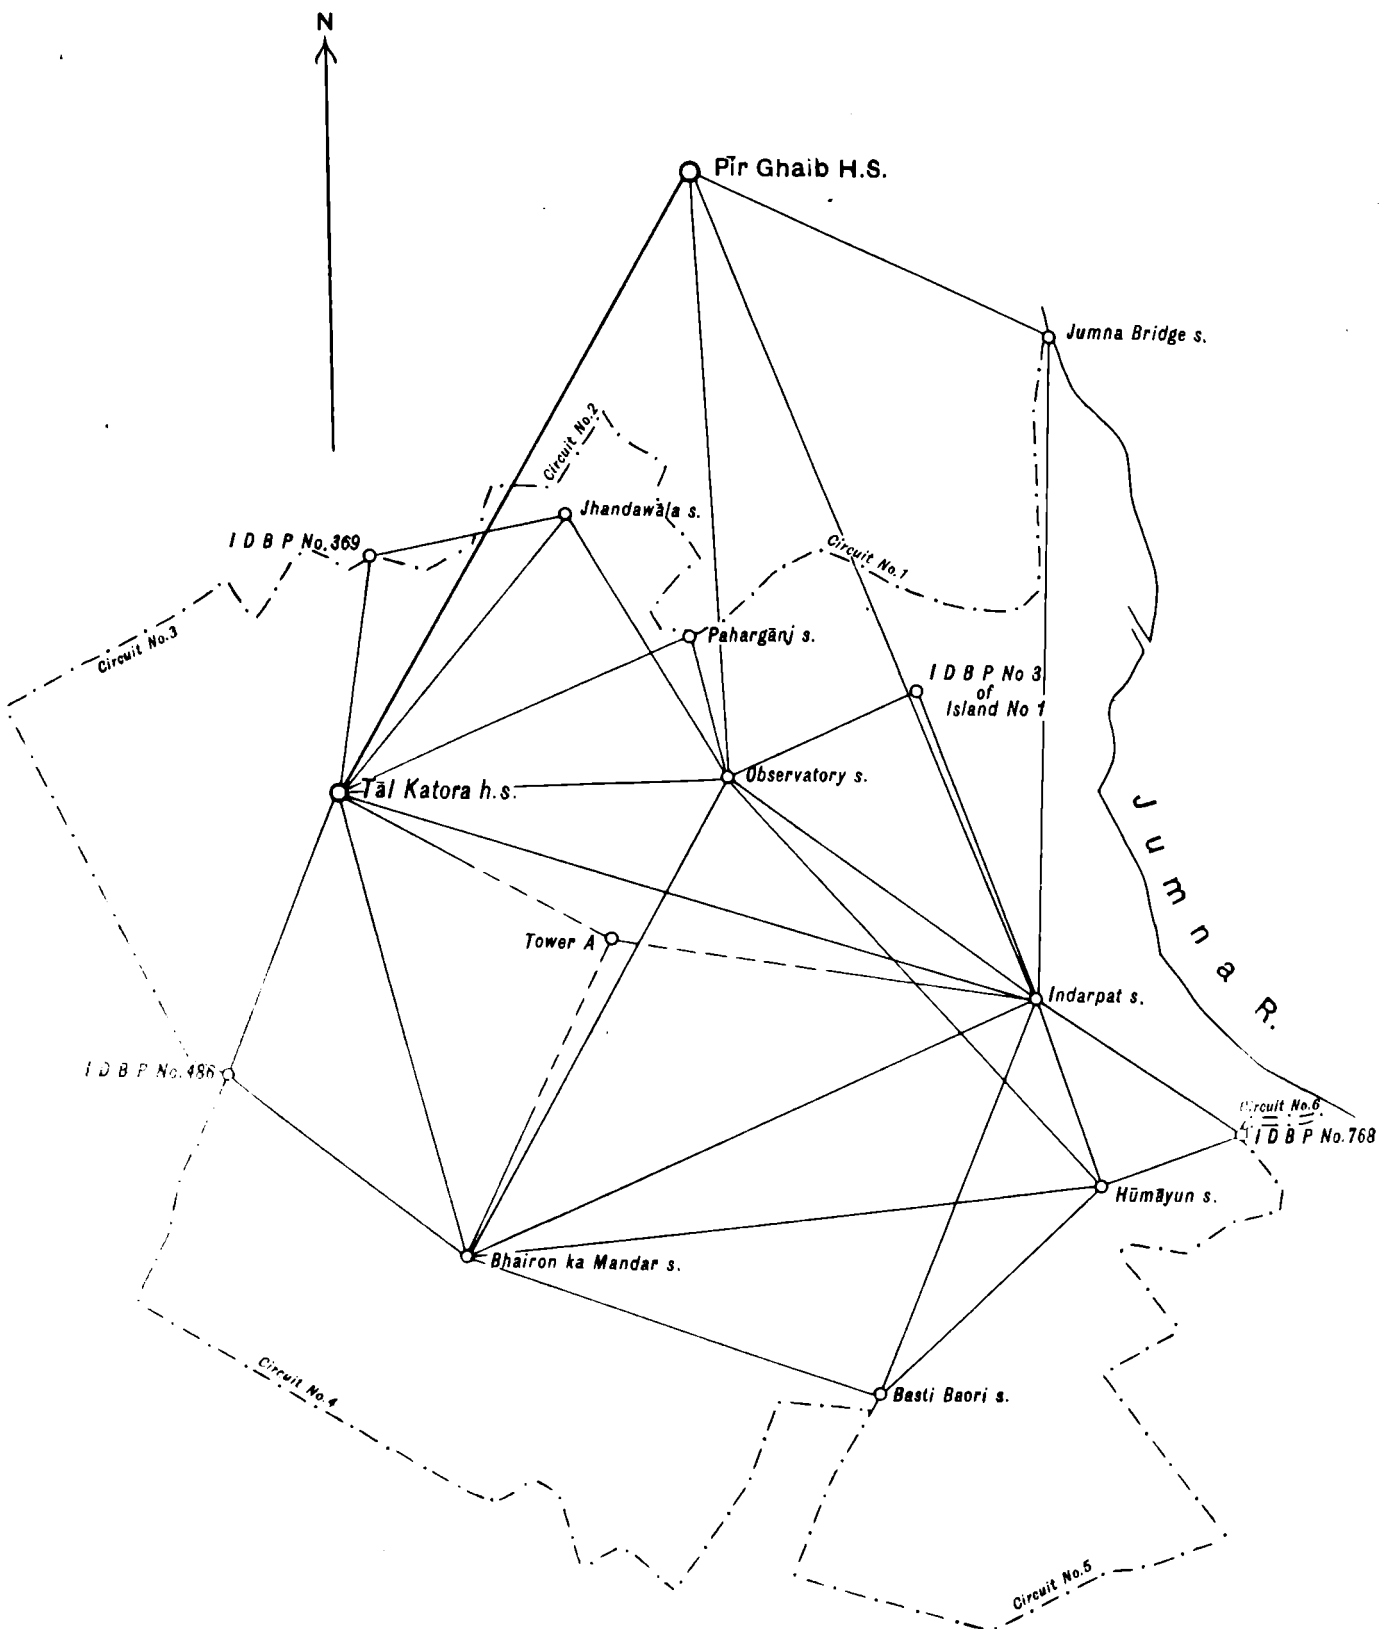 N
Pīr Ghaib H.S.
Jumna Bridge s.
Circuit No.2
Jhandawāla s.
I D B P No.369
Circuit No.1
Circuit No.3
Pahargānj s.
I D B P No 3
of
Island No 1
Observatory s.
Tāl Katora h.s.
Jumna R.
Tower A
Indarpat s.
I D B P No.486
Circuit No.6
I D B P No.768
Hūmāyun s.
Bhairon ka Mandar s.
Circuit No.4
Basti Baori s.
Circuit No.5